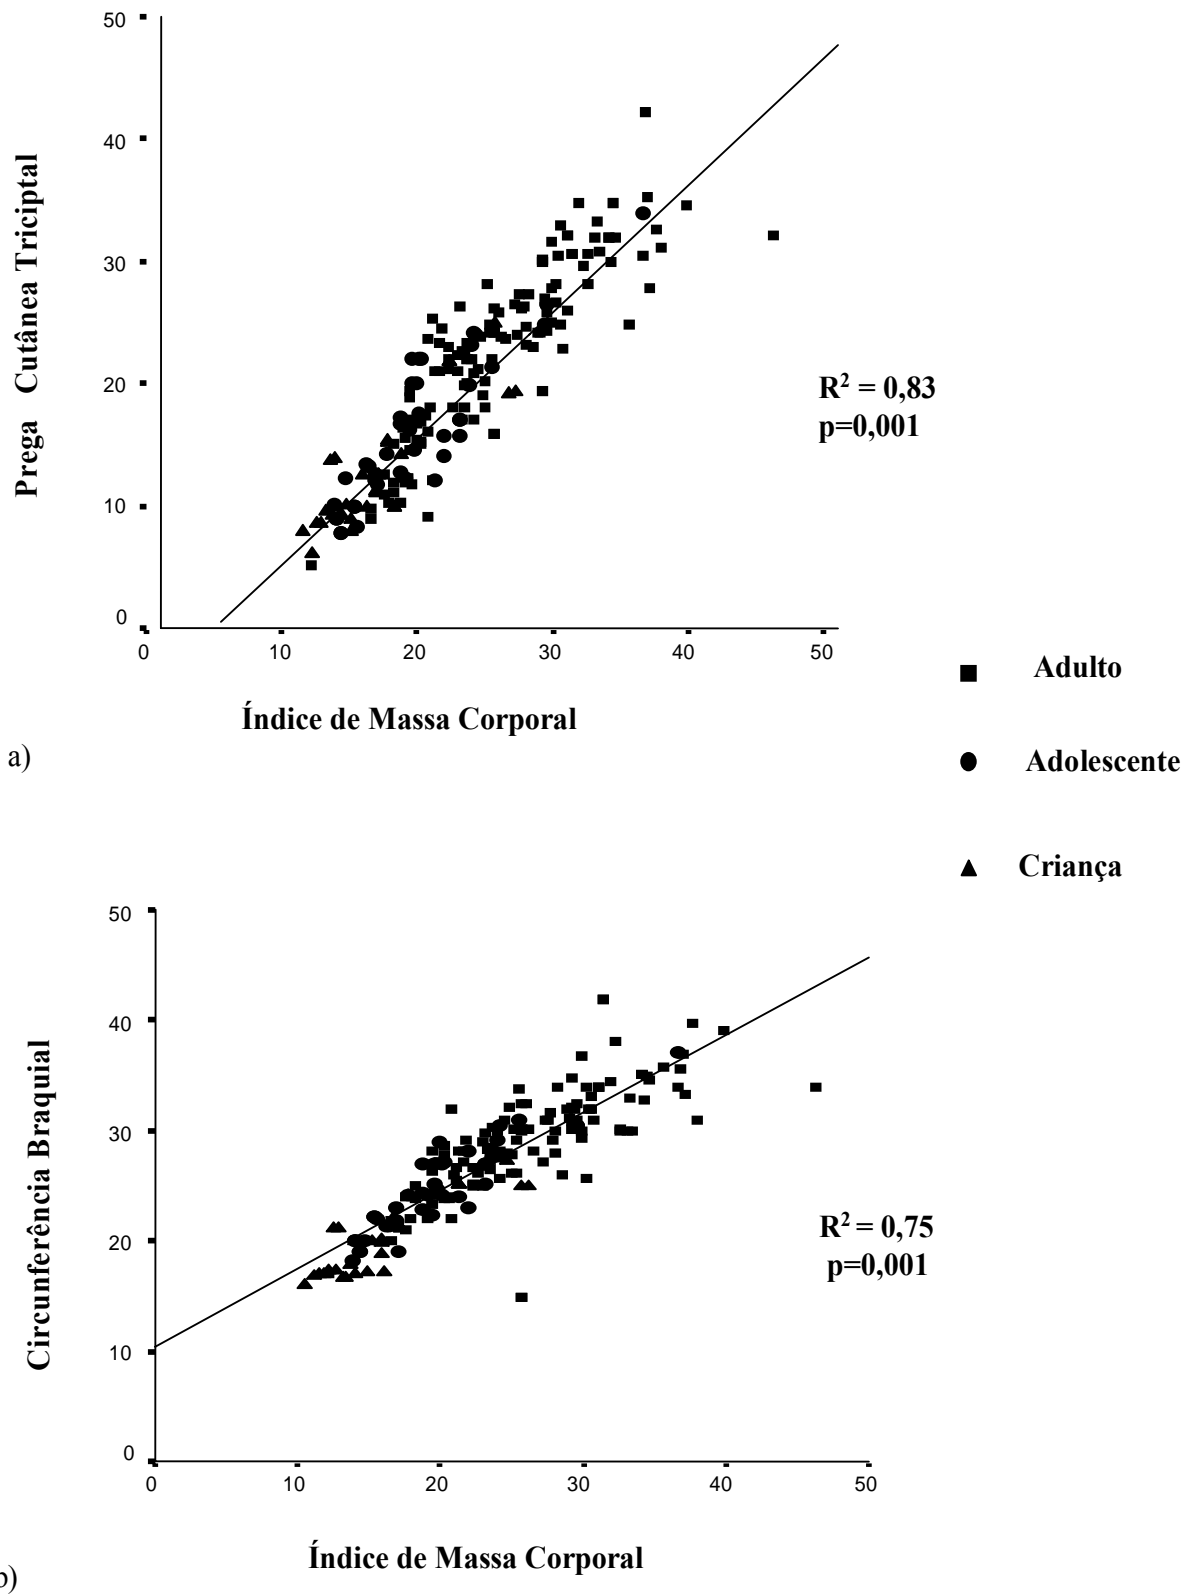 50
40
30
20
10
0
Prega Cutânea Triciptal
R² = 0,83
p=0,001
0 10 20 30 40 50
Índice de Massa Corporal
a)
Adulto
Adolescente
Criança
50
40
30
20
10
0
Circunferência Braquial
R² = 0,75
p=0,001
0 10 20 30 40 50
Índice de Massa Corporal
b)